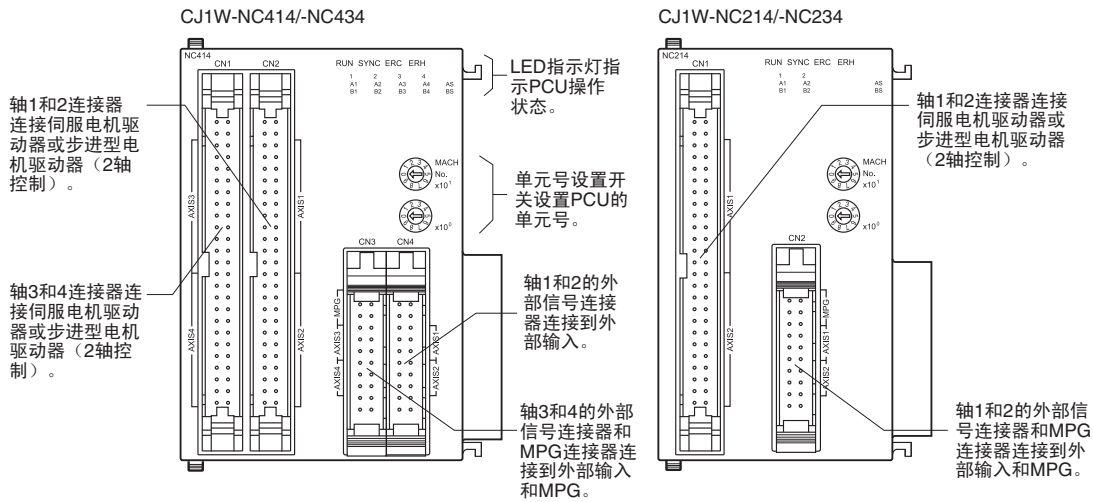 CJ1W-NC414/-NC434
NC414
CN1 CN2
RUN SYNC ERC ERH
1 2 3 4
A1 A2 A3 A4 AS
B1 B2 B3 B4 BS
LED指示灯指
示PCU操作
状态。
轴1和2连接器
连接伺服电机驱
动器或步进型电
机驱动器（2轴
控制）。
MACH
No.
x10¹
x10⁰
单元号设置开
关设置PCU的
单元号。
AXIS3
AXIS1
AXIS4
AXIS2
CN3 CN4
MPG
AXIS3
AXIS4
AXIS1
AXIS2
轴3和4连接器连
接伺服电机驱动
器或步进型电机
驱动器（2轴控
制）。
轴1和2的外
部信号连接
器连接到外
部输入。
轴3和4的外部
信号连接器和
MPG连接器连
接到外部输入
和MPG。
CJ1W-NC214/-NC234
NC214
CN1
RUN SYNC ERC ERH
1 2
A1 A2 AS
B1 B2 BS
轴1和2连接器连接
伺服电机驱动器或
步进型电机驱动器
（2轴控制）。
MACH
No.
x10¹
x10⁰
AXIS1
AXIS2
CN2
MPG
AXIS1
AXIS2
轴1和2的外部信
号连接器和MPG
连接器连接到外
部输入和MPG。